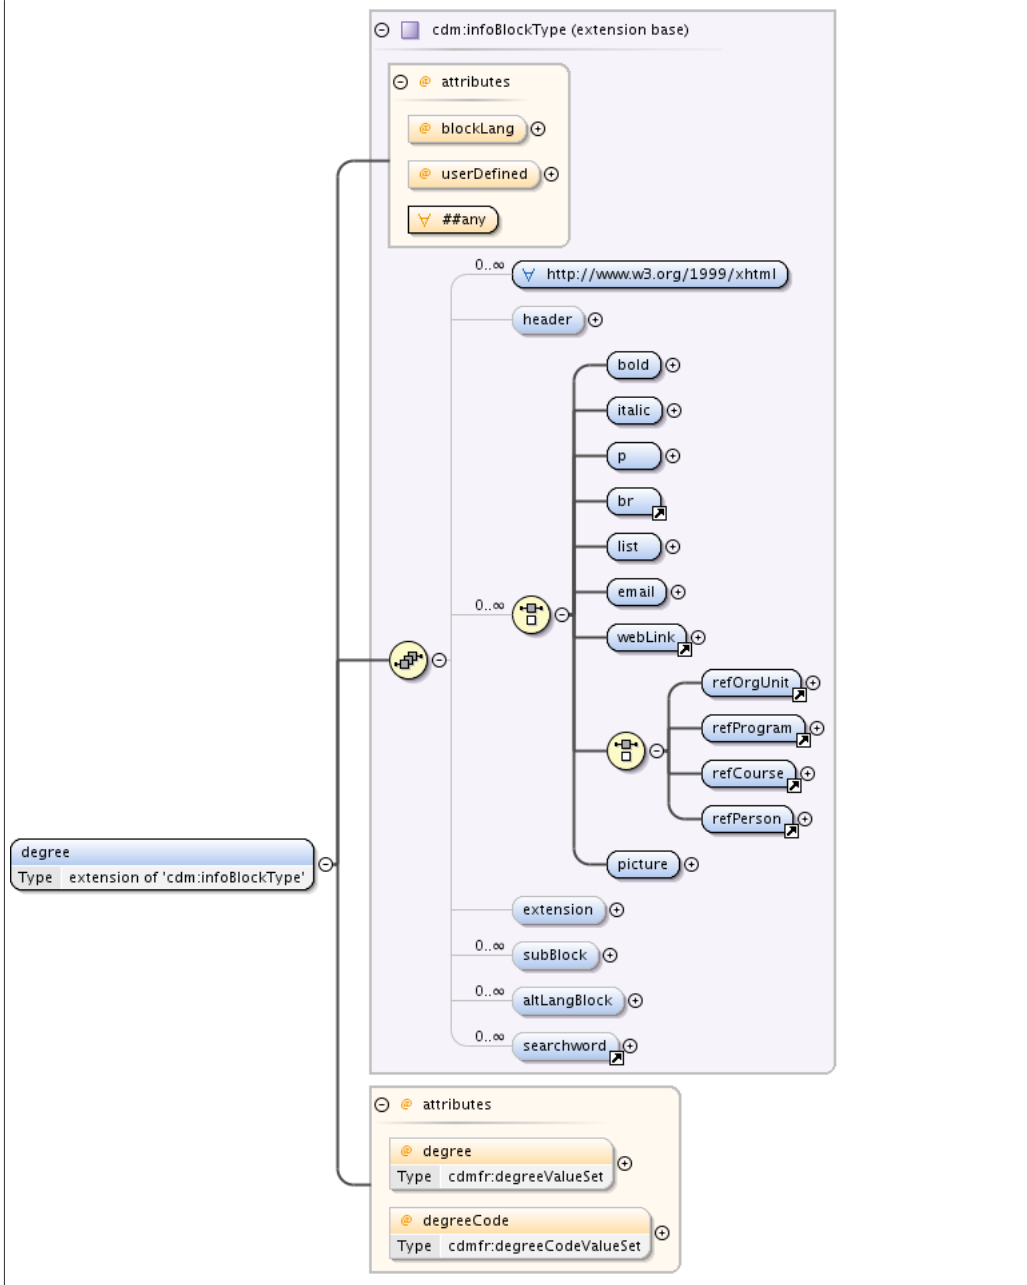 cdm:infoBlockType (extension base)
@ attributes
@ blockLang
@ userDefined
∀ ##any
0..∞
∀ http://www.w3.org/1999/xhtml
header
bold
italic
p
br
list
email
0..∞
webLink
refOrgUnit
refProgram
refCourse
refPerson
degree
Type extension of 'cdm:infoBlockType'
picture
extension
0..∞
subBlock
0..∞
altLangBlock
0..∞
searchword
@ attributes
@ degree
Type cdmfr:degreeValueSet
@ degreeCode
Type cdmfr:degreeCodeValueSet